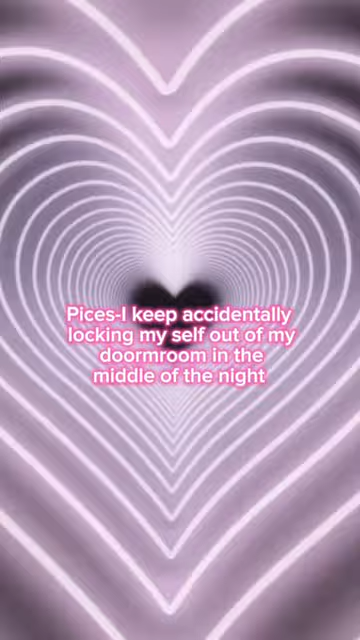 Pices-I keep accidentally
locking my self out of my
doormroom in the
middle of the night